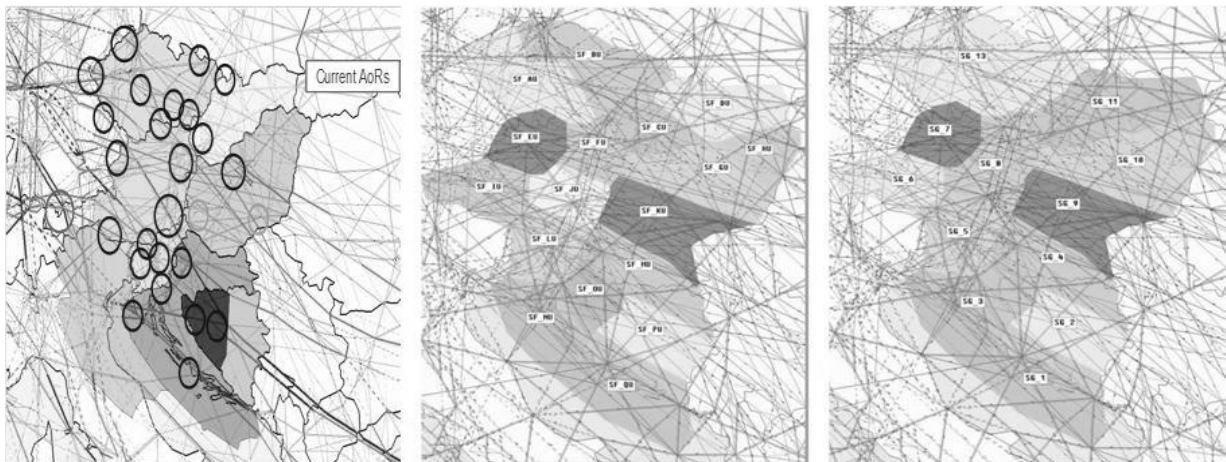 Current AoRs
SF_BU
SF_AU
SF_DU
SF_EU
SF_CU
SF_FU
SF_HU
SF_GU
SF_IU
SF_JU
SF_KU
SF_LU
SF_MU
SF_OU
SF_NU
SF_PU
SF_QU
SG_13
SG_11
SG_7
SG_8
SG_10
SG_6
SG_9
SG_5
SG_4
SG_3
SG_2
SG_1